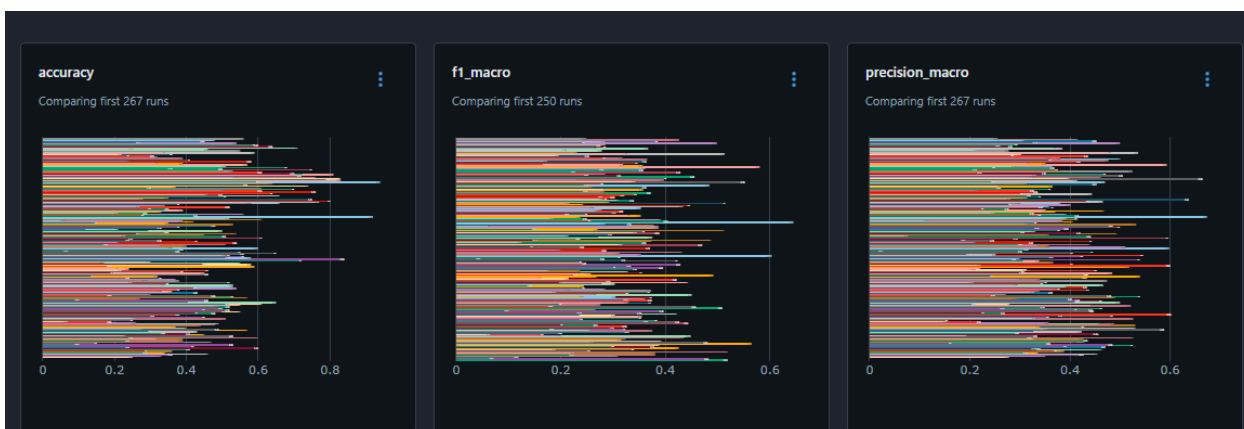 accuracy
Comparing first 267 runs
0 0.2 0.4 0.6 0.8
f1_macro
Comparing first 250 runs
0 0.2 0.4 0.6
precision_macro
Comparing first 267 runs
0 0.2 0.4 0.6